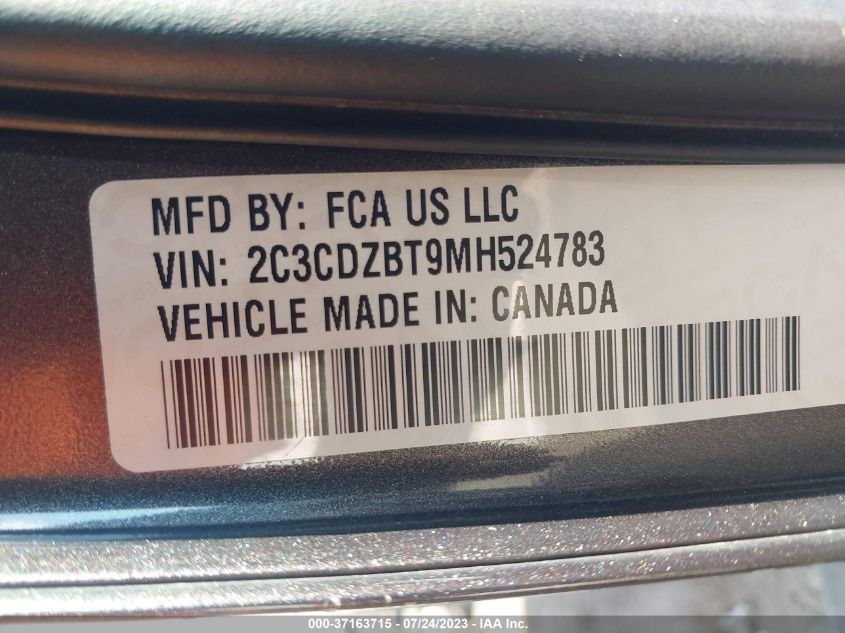 MFD BY: FCA US LLC
VIN: 2C3CDZBT9MH524783
VEHICLE MADE IN: CANADA
000-37163715 - 07/24/2023 - IAA Inc.